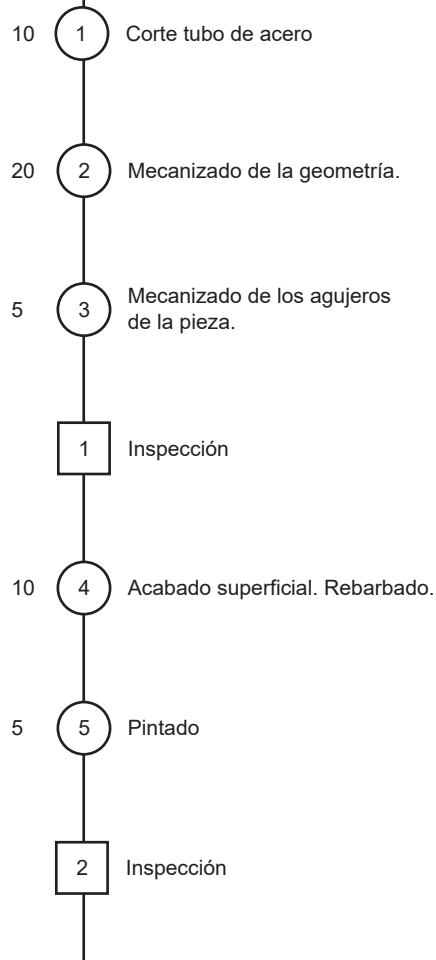 10 1 Corte tubo de acero
20 2 Mecanizado de la geometría.
5 3 Mecanizado de los agujeros
de la pieza.
1 Inspección
10 4 Acabado superficial. Rebarbado.
5 5 Pintado
2 Inspección